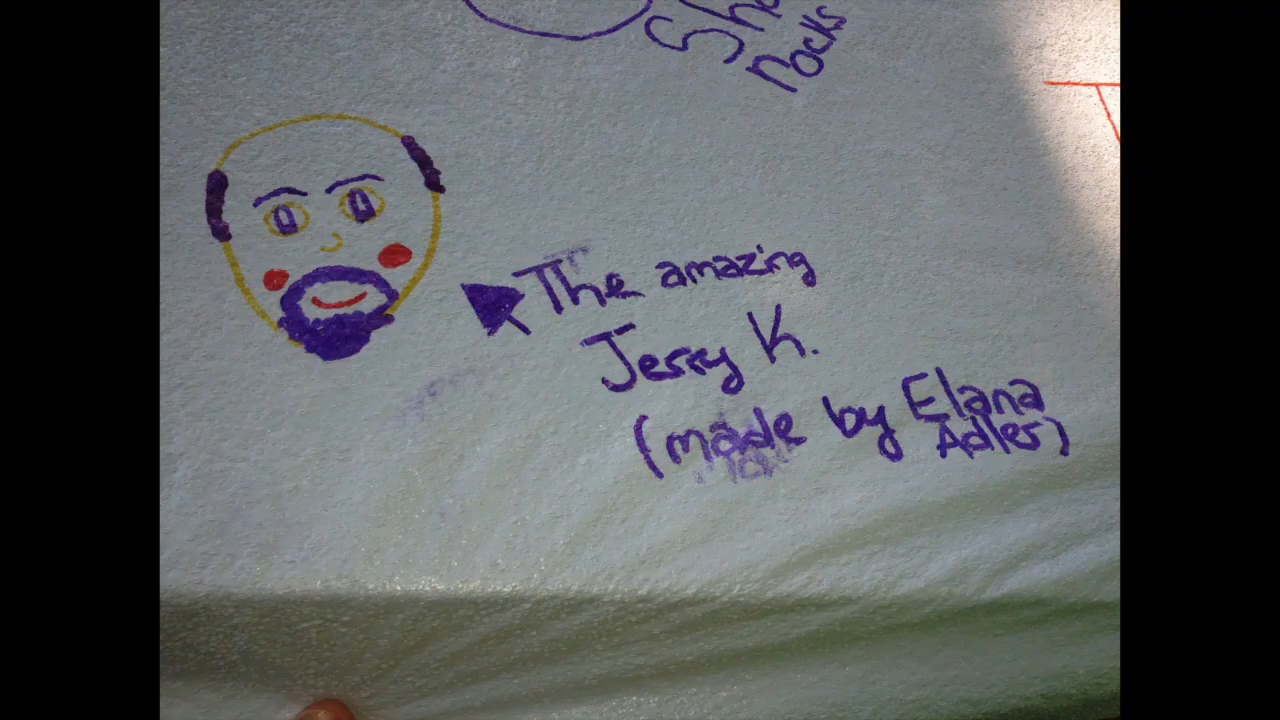 rocks
The amazing
Jerry K.
(made by Elana
Adler)